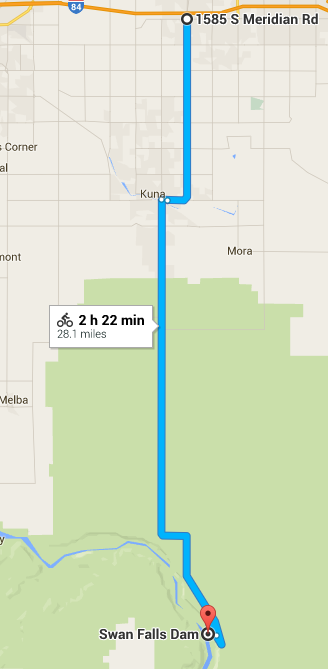 84
1585 S Meridian Rd
s Corner
al
Kuna
Mora
mont
2 h 22 min
28.1 miles
Melba
y
Swan Falls Dam